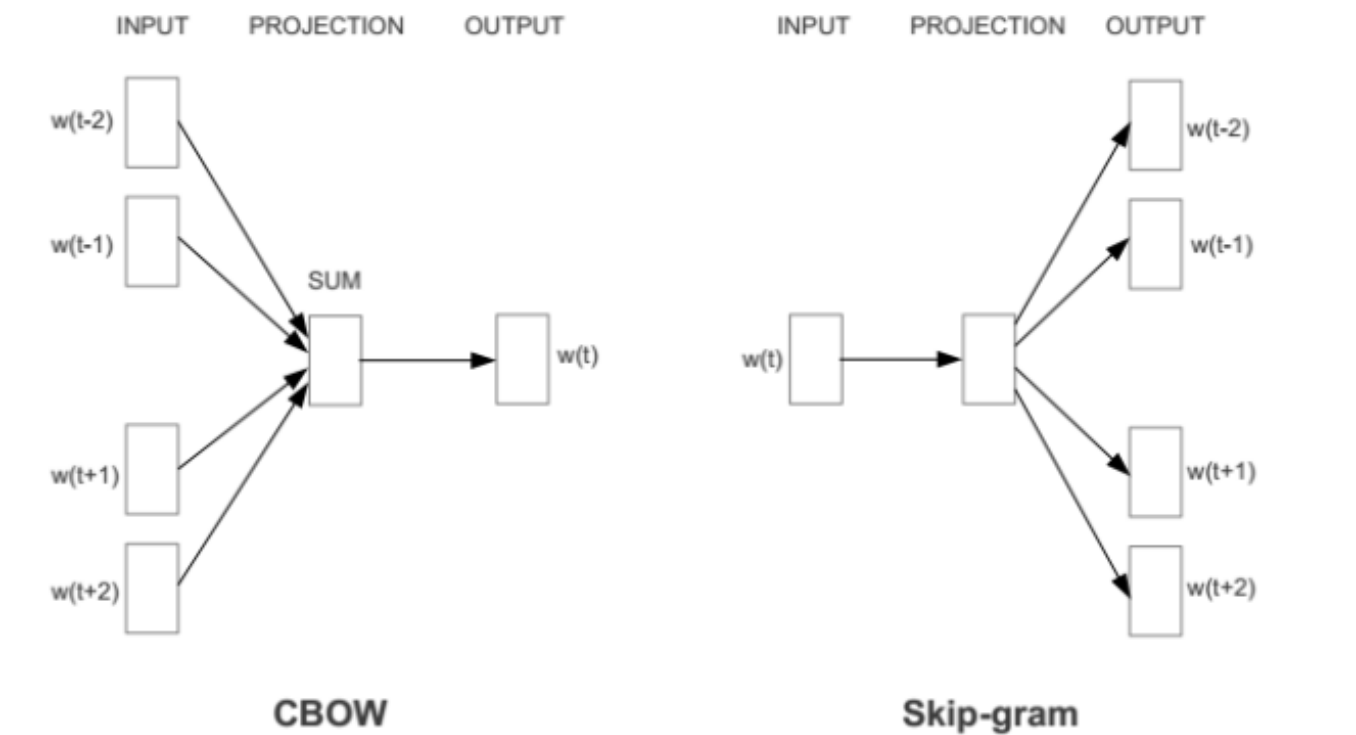 INPUT PROJECTION OUTPUT
w(t-2)
w(t-1)
SUM
w(t)
w(t+1)
w(t+2)
CBOW
INPUT PROJECTION OUTPUT
w(t-2)
w(t-1)
w(t)
w(t+1)
w(t+2)
Skip-gram